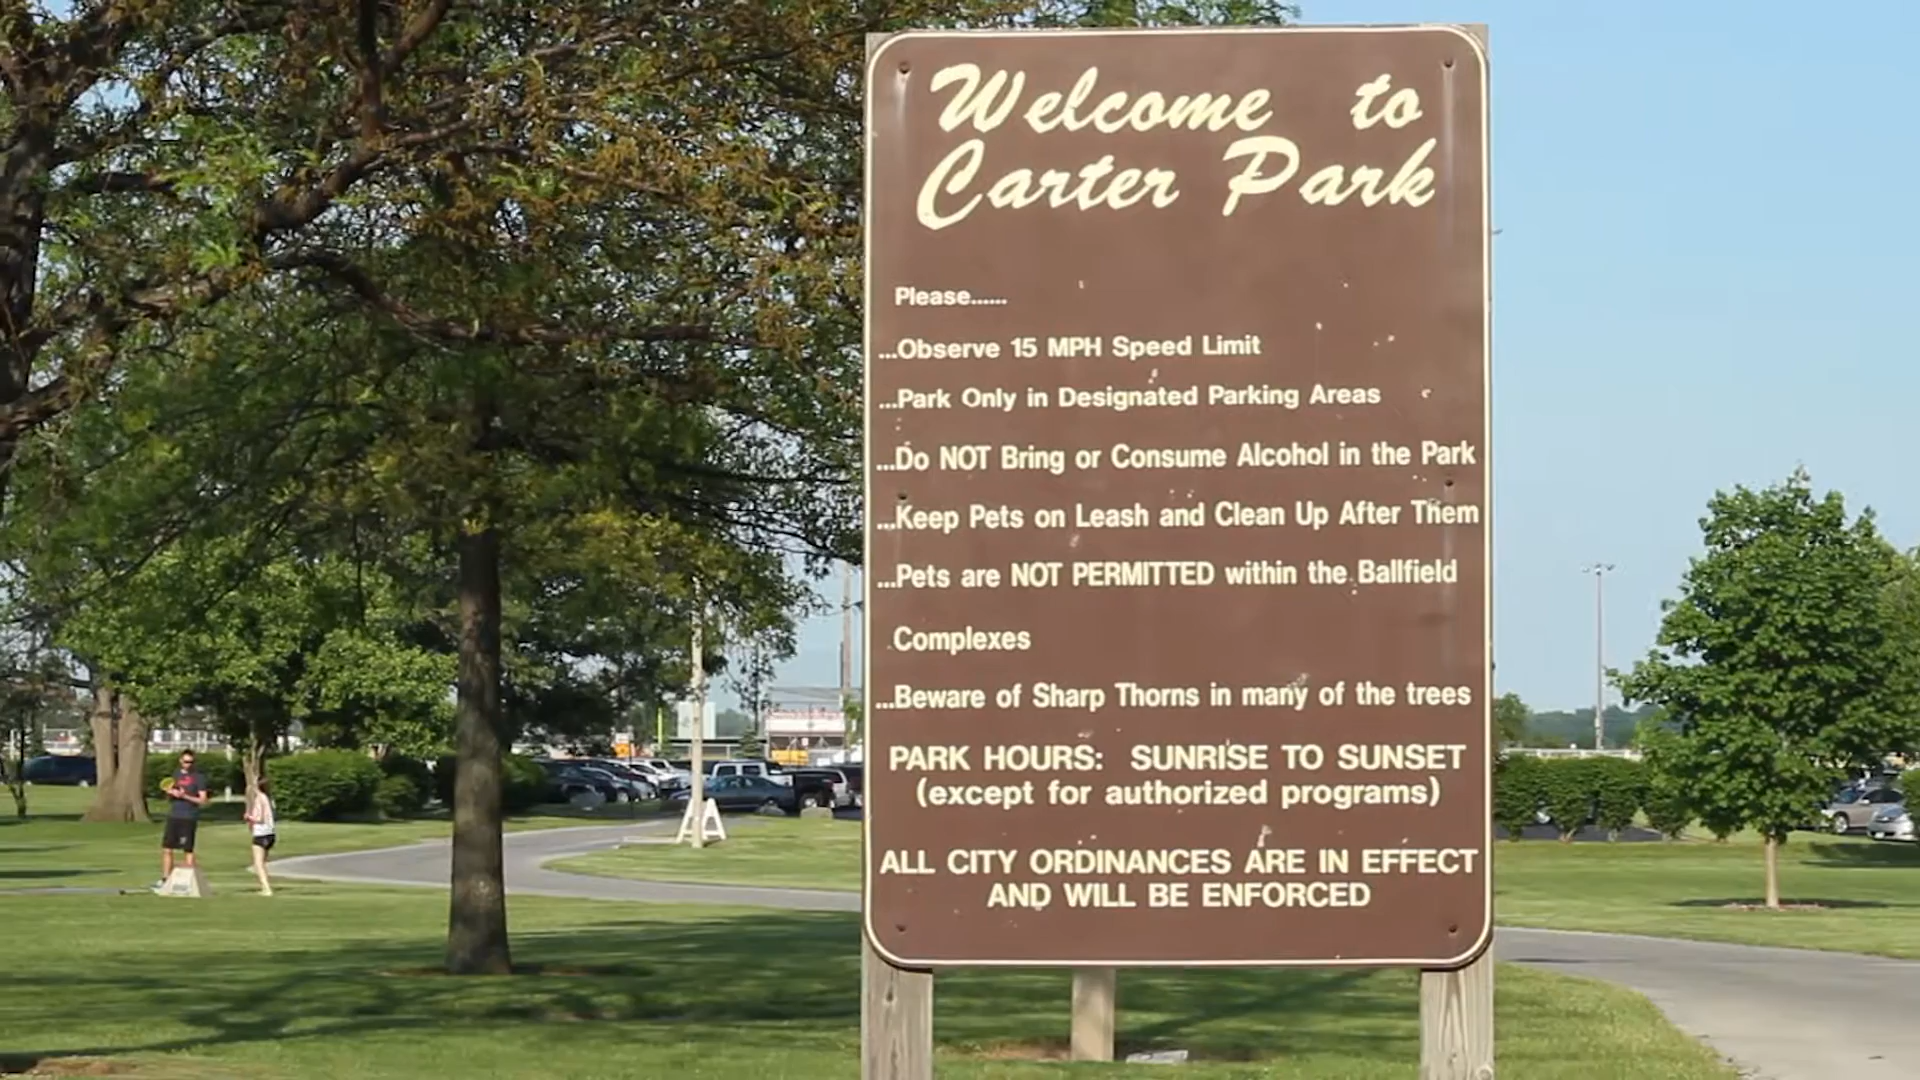 Welcome to
Carter Park
Please......
...Observe 15 MPH Speed Limit
...Park Only in Designated Parking Areas
...Do NOT Bring or Consume Alcohol in the Park
...Keep Pets on Leash and Clean Up After Them
...Pets are NOT PERMITTED within the Ballfield
Complexes
...Beware of Sharp Thorns in many of the trees
PARK HOURS: SUNRISE TO SUNSET
(except for authorized programs)
ALL CITY ORDINANCES ARE IN EFFECT
AND WILL BE ENFORCED